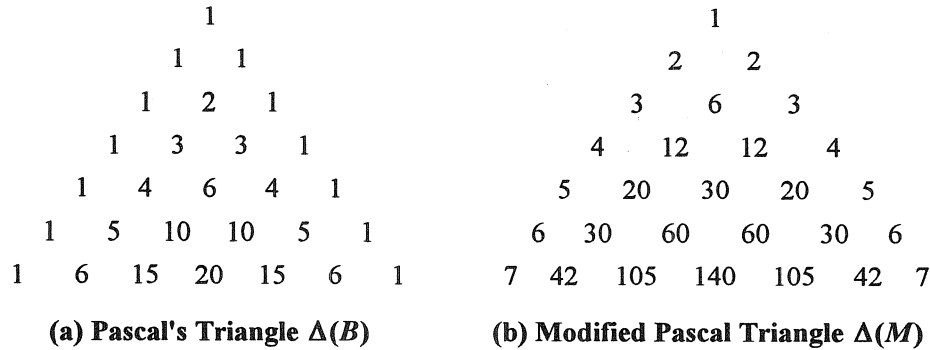 1
1 1
1 2 1
1 3 3 1
1 4 6 4 1
1 5 10 10 5 1
1 6 15 20 15 6 1
(a) Pascal's Triangle Δ(B)
1
2 2
3 6 3
4 12 12 4
5 20 30 20 5
6 30 60 60 30 6
7 42 105 140 105 42 7
(b) Modified Pascal Triangle Δ(M)